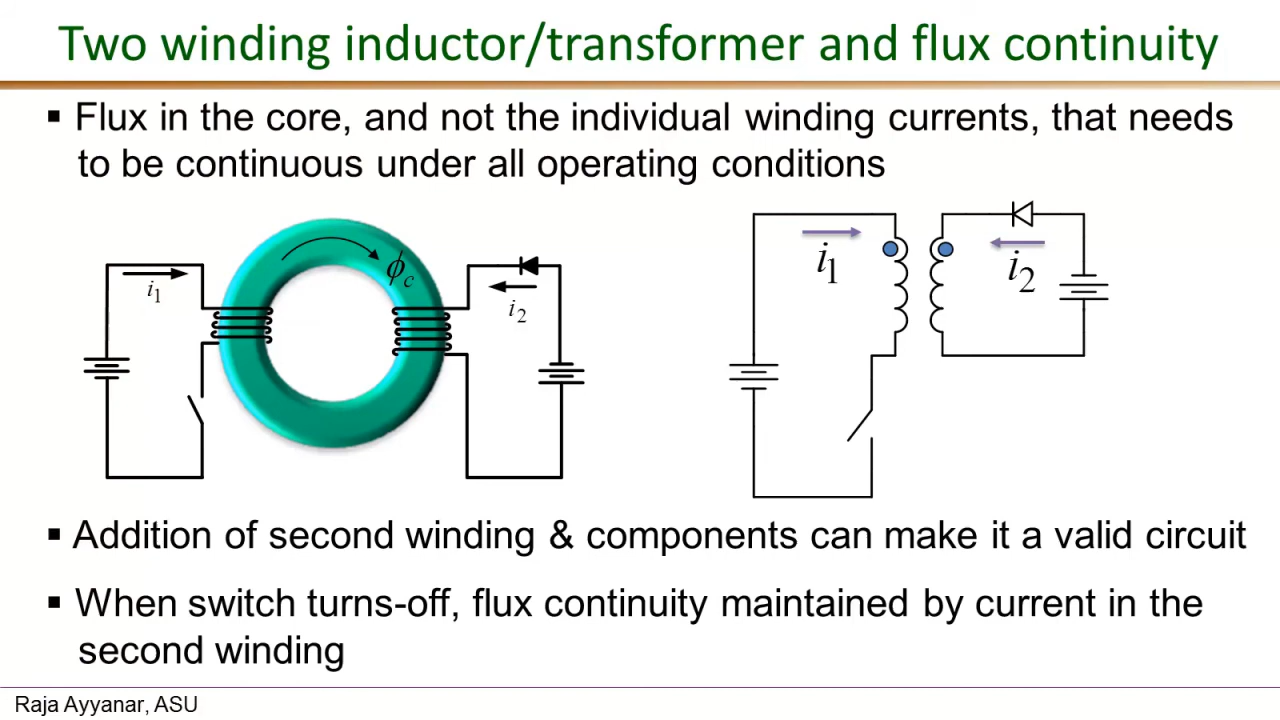 Two winding inductor/transformer and flux continuity
▪ Flux in the core, and not the individual winding currents, that needs
to be continuous under all operating conditions
i1
ϕc
i2
i1
i2
▪ Addition of second winding & components can make it a valid circuit
▪ When switch turns-off, flux continuity maintained by current in the
second winding
Raja Ayyanar, ASU